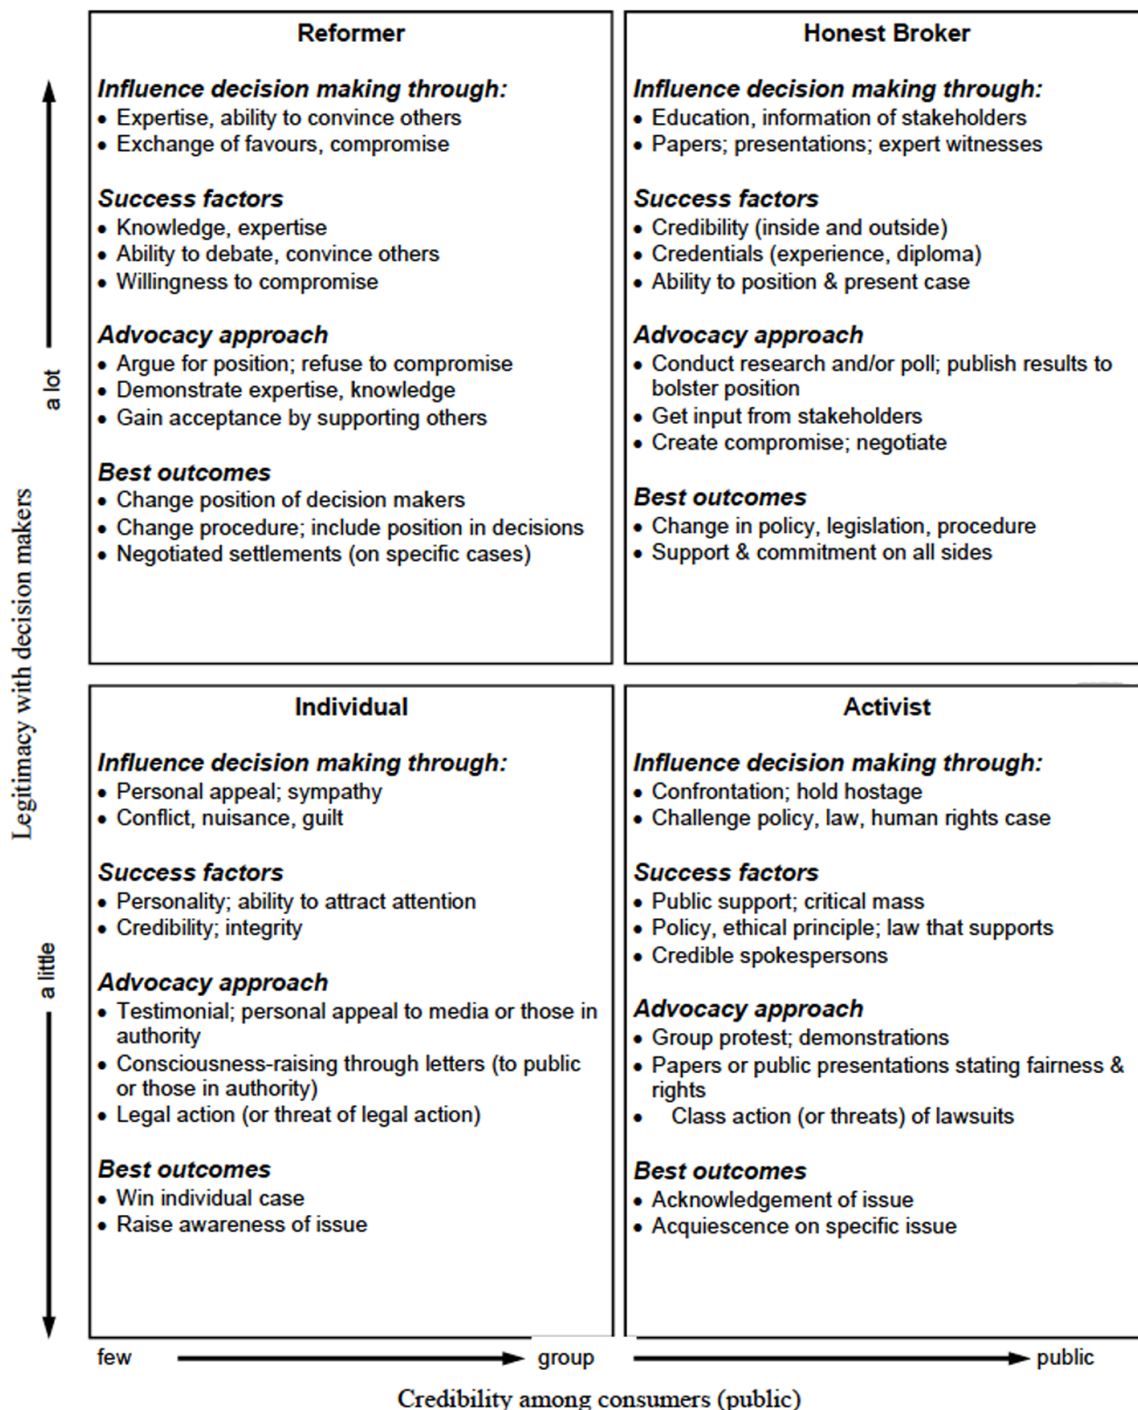 Reformer
Influence decision making through:
• Expertise, ability to convince others
• Exchange of favours, compromise
Success factors
• Knowledge, expertise
• Ability to debate, convince others
• Willingness to compromise
Advocacy approach
• Argue for position; refuse to compromise
• Demonstrate expertise, knowledge
• Gain acceptance by supporting others
Best outcomes
• Change position of decision makers
• Change procedure; include position in decisions
• Negotiated settlements (on specific cases)
Honest Broker
Influence decision making through:
• Education, information of stakeholders
• Papers; presentations; expert witnesses
Success factors
• Credibility (inside and outside)
• Credentials (experience, diploma)
• Ability to position & present case
Advocacy approach
• Conduct research and/or poll; publish results to
bolster position
• Get input from stakeholders
• Create compromise; negotiate
Best outcomes
• Change in policy, legislation, procedure
• Support & commitment on all sides
Individual
Influence decision making through:
• Personal appeal; sympathy
• Conflict, nuisance, guilt
Success factors
• Personality; ability to attract attention
• Credibility; integrity
Advocacy approach
• Testimonial; personal appeal to media or those in
authority
• Consciousness-raising through letters (to public
or those in authority)
• Legal action (or threat of legal action)
Best outcomes
• Win individual case
• Raise awareness of issue
Activist
Influence decision making through:
• Confrontation; hold hostage
• Challenge policy, law, human rights case
Success factors
• Public support; critical mass
• Policy, ethical principle; law that supports
• Credible spokespersons
Advocacy approach
• Group protest; demonstrations
• Papers or public presentations stating fairness &
rights
• Class action (or threats) of lawsuits
Best outcomes
• Acknowledgement of issue
• Acquiescence on specific issue
a lot
Legitimacy with decision makers
a little
few
group
public
Credibility among consumers (public)